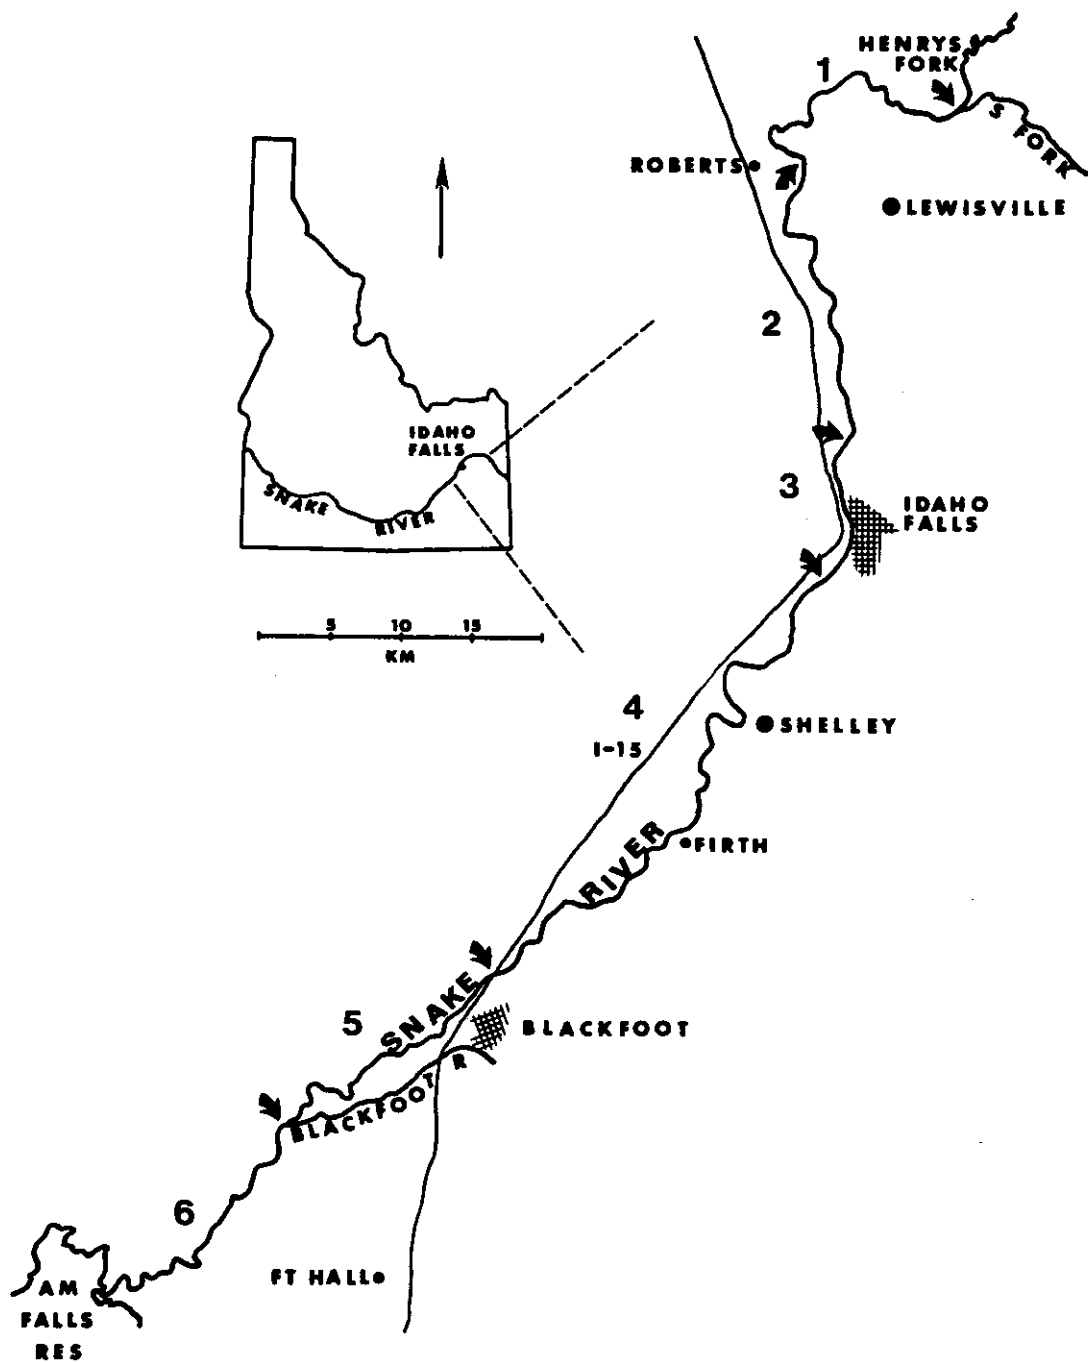 HENRYS
FORK
1
S FORK
ROBERTS
LEWISVILLE
2
IDAHO
FALLS
SNAKE
RIVER
3
IDAHO
FALLS
5 10 15
KM
4
I-15
SHELLEY
FIRTH
SNAKE RIVER
5
BLACKFOOT
BLACKFOOT R
6
FT HALL
AM
FALLS
RES